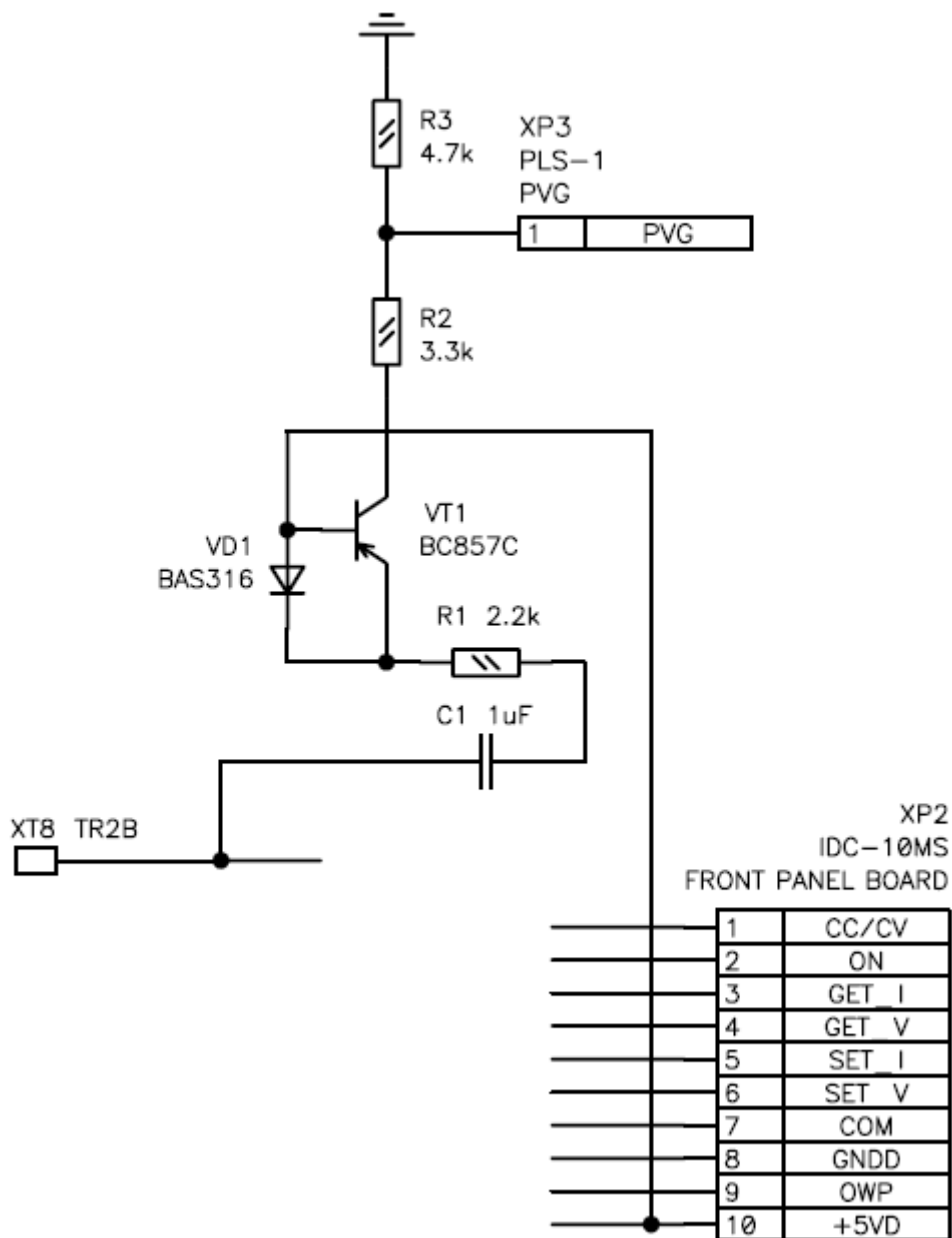 R3
4.7k
XP3
PLS-1
PVG
1 PVG
R2
3.3k
VT1
BC857C
VD1
BAS316
R1 2.2k
C1 1uF
XT8 TR2B
XP2
IDC-10MS
FRONT PANEL BOARD
1 CC/CV
2 ON
3 GET_I
4 GET_V
5 SET_I
6 SET_V
7 COM
8 GNDD
9 OWP
10 +5VD